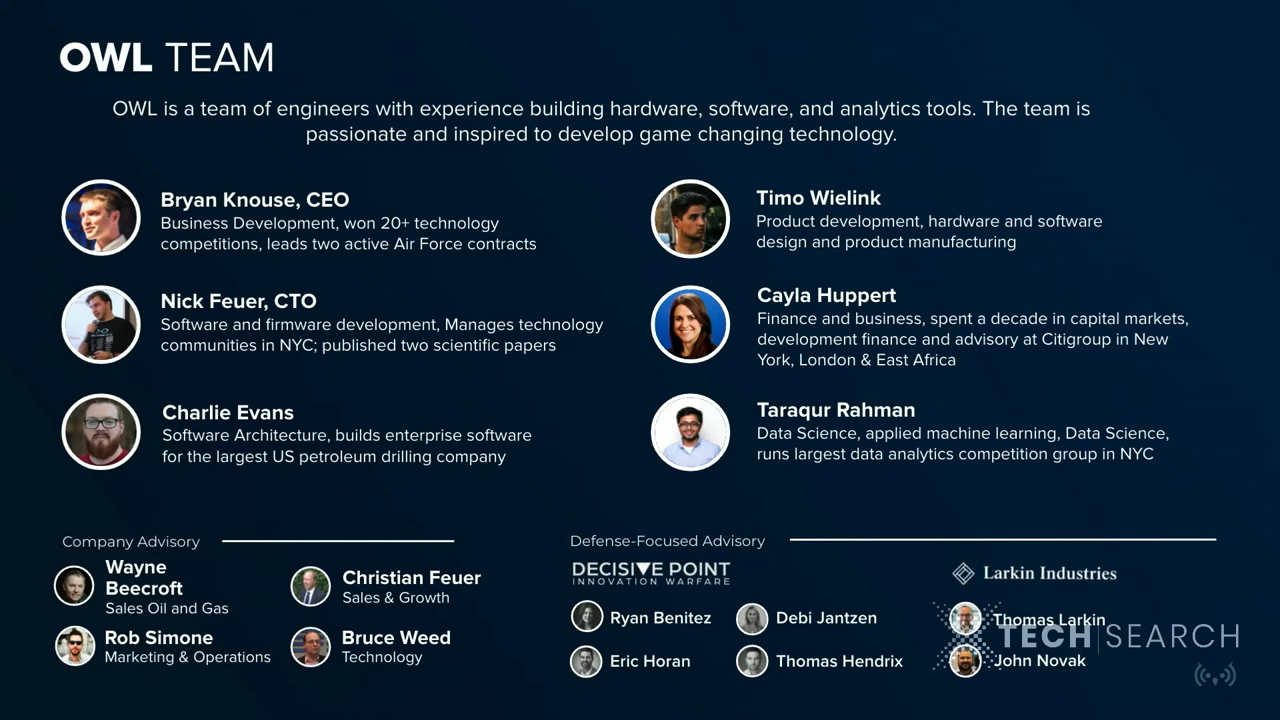 OWL TEAM
OWL is a team of engineers with experience building hardware, software, and analytics tools. The team is
passionate and inspired to develop game changing technology.
Bryan Knouse, CEO
Business Development, won 20+ technology
competitions, leads two active Air Force contracts
Timo Wielink
Product development, hardware and software
design and product manufacturing
Nick Feuer, CTO
Software and firmware development, Manages technology
communities in NYC; published two scientific papers
Cayla Huppert
Finance and business, spent a decade in capital markets,
development finance and advisory at Citigroup in New
York, London & East Africa
Charlie Evans
Software Architecture, builds enterprise software
for the largest US petroleum drilling company
Taraqur Rahman
Data Science, applied machine learning, Data Science,
runs largest data analytics competition group in NYC
Company Advisory
Wayne
Beecroft
Sales Oil and Gas
Christian Feuer
Sales & Growth
Rob Simone
Marketing & Operations
Bruce Weed
Technology
Defense-Focused Advisory
DECISIVE POINT
INNOVATION WARFARE
Ryan Benitez
Debi Jantzen
Eric Horan
Thomas Hendrix
Larkin Industries
Thomas Larkin
John Novak
TECH|SEARCH